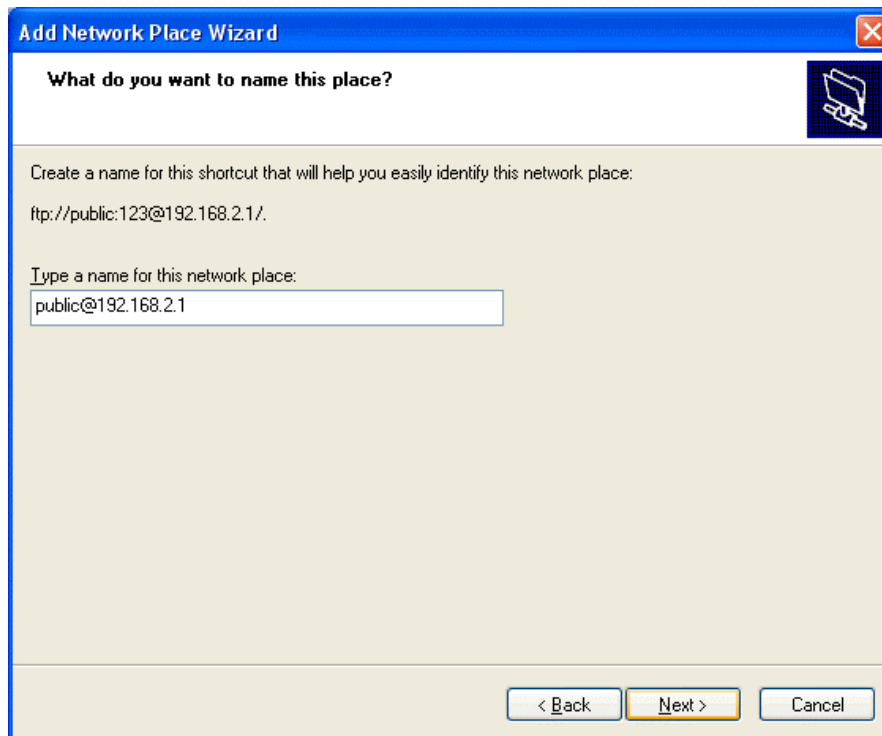 Add Network Place Wizard
What do you want to name this place?
Create a name for this shortcut that will help you easily identify this network place:
ftp://public:123@192.168.2.1/.
Type a name for this network place:
public@192.168.2.1
< Back
Next >
Cancel